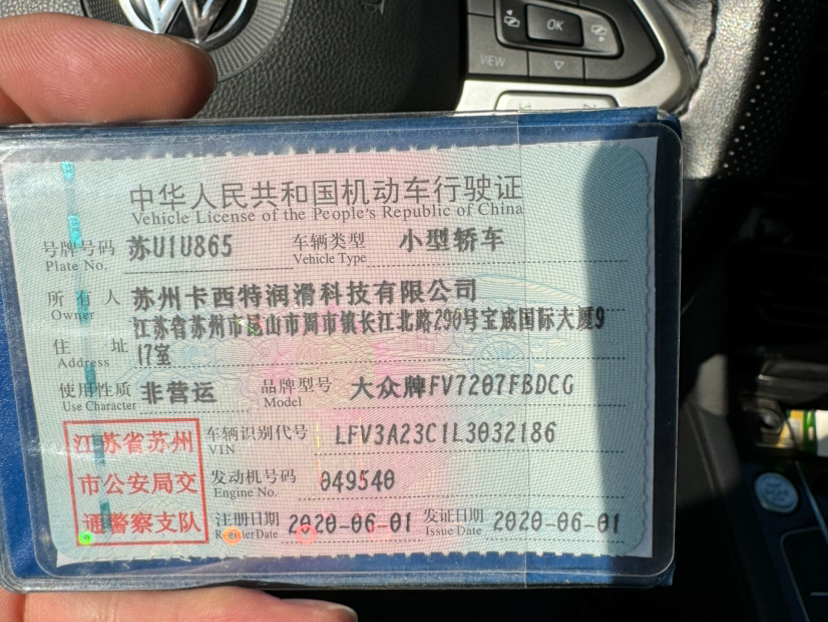 OK
VIEW
中华人民共和国机动车行驶证
Vehicle License of the People's Republic of China
号牌号码 苏U1U865 车辆类型 小型轿车
Plate No. Vehicle Type
所有人 苏州卡西特润滑科技有限公司
Owner
江苏省苏州市昆山市周市镇长江北路290号宝成国际大厦9
住址 17室
Address
使用性质 非营运 品牌型号 大众牌FV7207FBDCG
Use Character Model
江苏省苏州
市公安局交
通警察支队
车辆识别代号 LFV3A23C1L3032186
VIN
发动机号码 049540
Engine No.
注册日期 2020-06-01 发证日期 2020-06-01
Register Date Issue Date